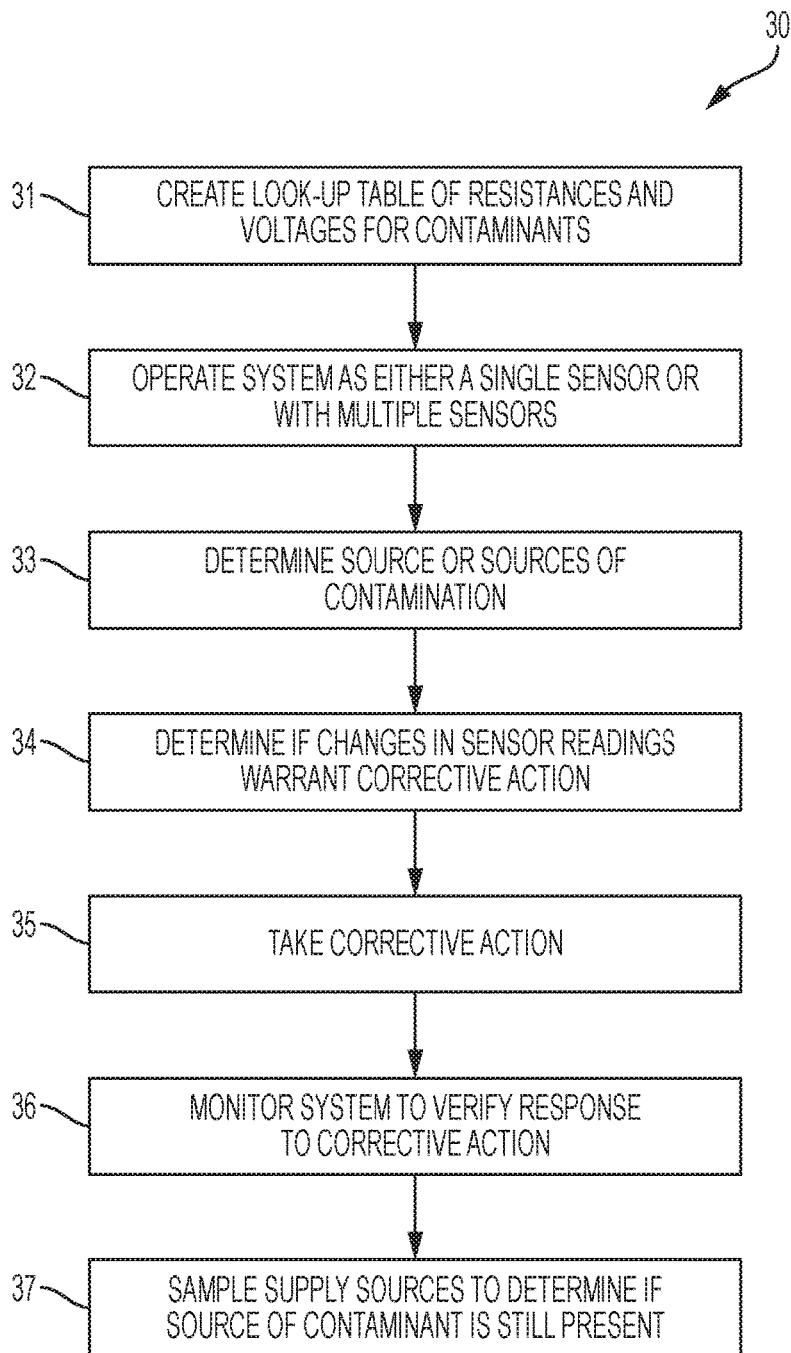 30
31
CREATE LOOK-UP TABLE OF RESISTANCES AND
VOLTAGES FOR CONTAMINANTS
32
OPERATE SYSTEM AS EITHER A SINGLE SENSOR OR
WITH MULTIPLE SENSORS
33
DETERMINE SOURCE OR SOURCES OF
CONTAMINATION
34
DETERMINE IF CHANGES IN SENSOR READINGS
WARRANT CORRECTIVE ACTION
35
TAKE CORRECTIVE ACTION
36
MONITOR SYSTEM TO VERIFY RESPONSE
TO CORRECTIVE ACTION
37
SAMPLE SUPPLY SOURCES TO DETERMINE IF
SOURCE OF CONTAMINANT IS STILL PRESENT